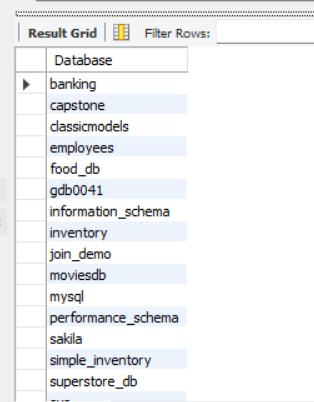 Result Grid Filter Rows:
Database
banking
capstone
classicmodels
employees
food_db
gdb0041
information_schema
inventory
join_demo
moviesdb
mysql
performance_schema
sakila
simple_inventory
superstore_db